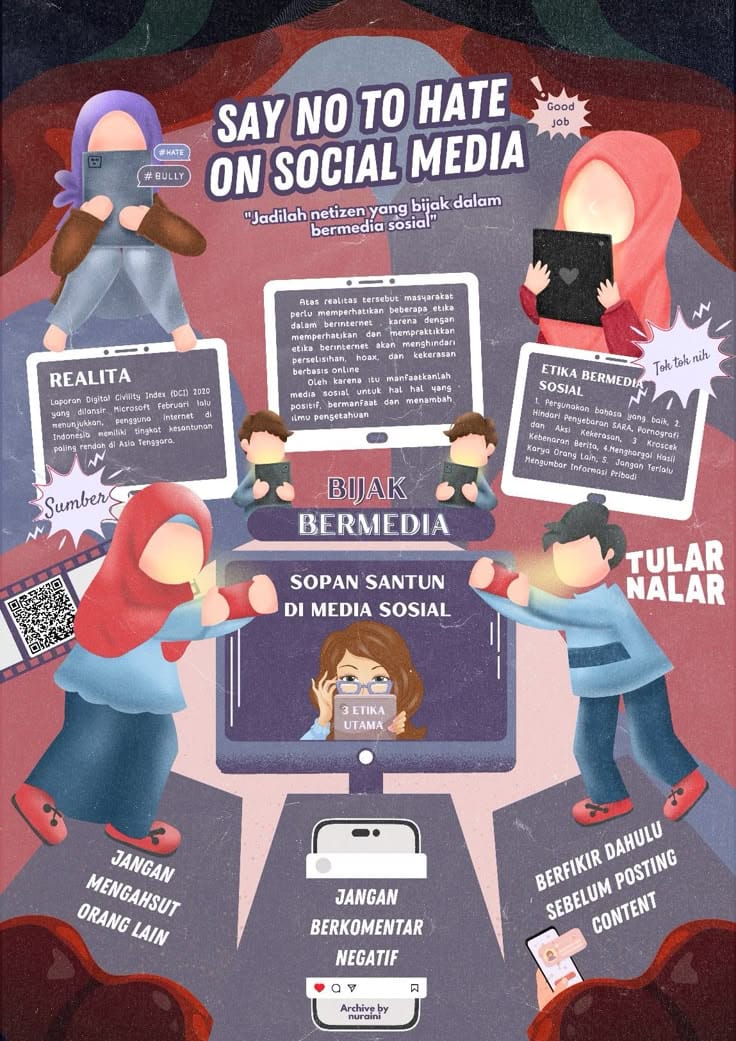 SAY NO TO HATE
ON SOCIAL MEDIA
"Jadilah netizen yang bijak dalam
bermedia sosial"
Good
job
#HATE
#BULLY
Atas realitas tersebut masyarakat
perlu memperhatikan beberapa etika
dalam berinternet , karena dengan
memperhatikan dan mempraktikkan
etika berinternet akan menghindari
perselisihan, hoax, dan kekerasan
berbasis online
Oleh karena itu manfaatkanlah
media sosial untuk hal hal yang
positif, bermanfaat dan menambah
ilmu pengetahuan
REALITA
Laporan Digital Civility Index (DCI) 2020
yang dilansir Microsoft Februari lalu
menunjukkan, pengguna internet di
Indonesia memiliki tingkat kesantunan
paling rendah di Asia Tenggara.
Sumber
ETIKA BERMEDIA
SOSIAL
Tok tok nih
1. Pergunakan bahasa yang baik, 2.
Hindari Penyebaran SARA, Pornografi
dan Aksi Kekerasan, 3 Kroscek
Kebenaran Berita, 4.Menghargai Hasil
Karya Orang Lain, 5. Jangan Terlalu
Mengumbar Informasi Pribadi
BIJAK
BERMEDIA
TULAR
NALAR
SOPAN SANTUN
DI MEDIA SOSIAL
3 ETIKA
UTAMA
JANGAN
MENGAHSUT
ORANG LAIN
JANGAN
BERKOMENTAR
NEGATIF
BERFIKIR DAHULU
SEBELUM POSTING
CONTENT
Archive by
nuraini